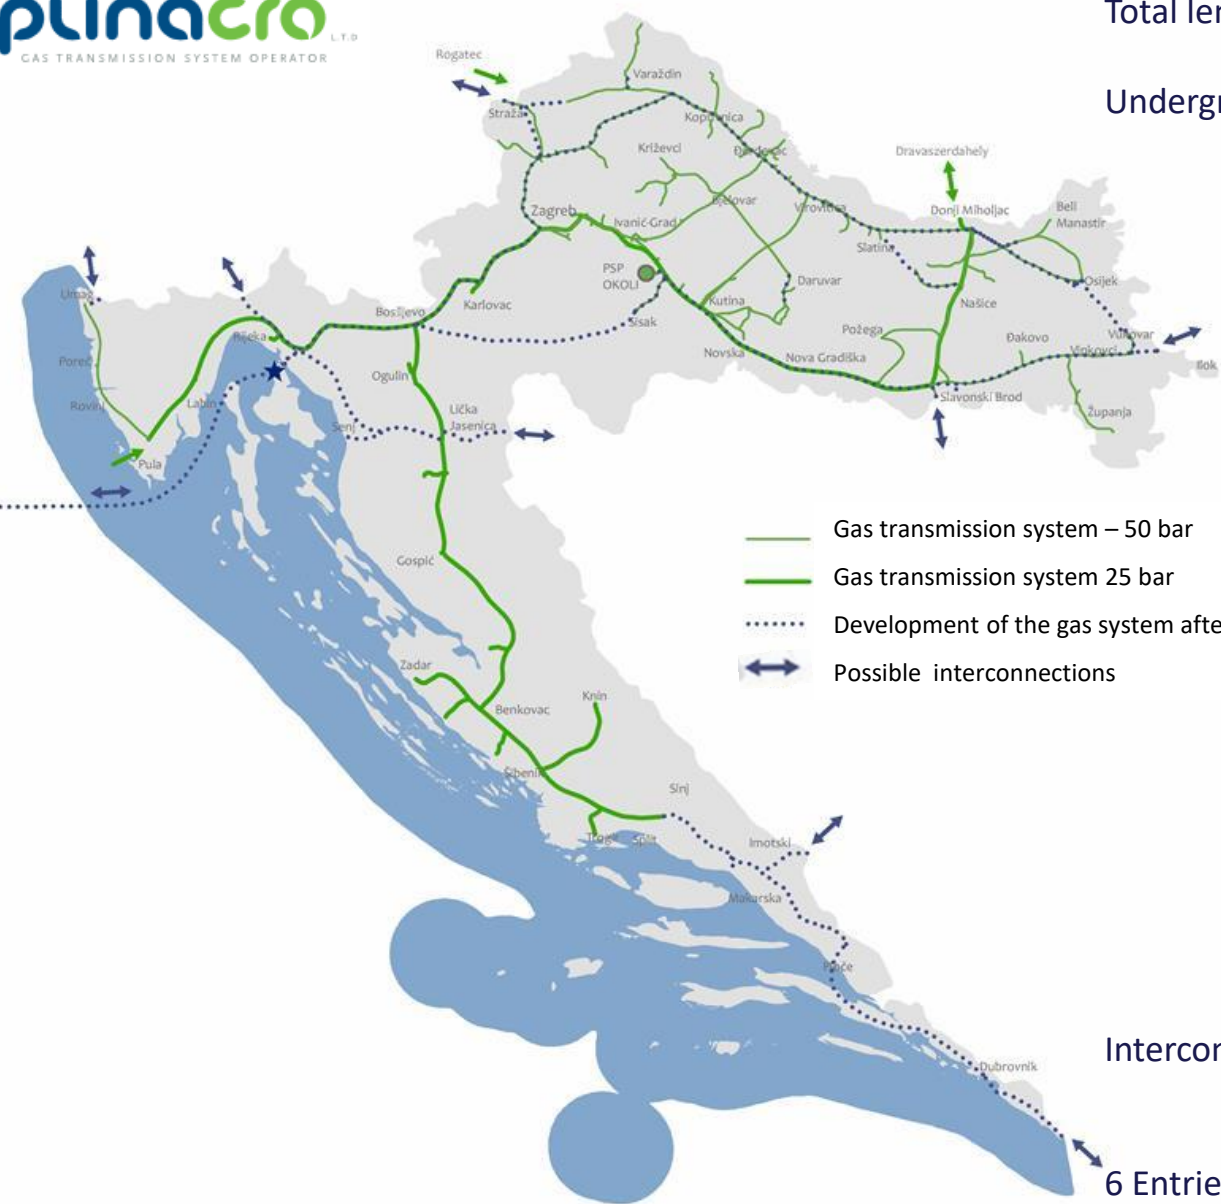 plinacro
L.T.D
GAS TRANSMISSION SYSTEM OPERATOR
Total len
Undergr
Rogatec
Straža
Varaždin
Koprivnica
Križevci
Đurđevac
Dravaszerdahely
Zagreb
Ivanić-Grad
Bjelovar
Virovitica
Donji Miholjac
Beli
Manastir
Slatina
PSP
OKOLI
Daruvar
Osijek
Umag
Karlovac
Bosiljevo
Kutina
Našice
Sisak
Rijeka
Požega
Đakovo
Vukovar
Vinkovci
Novska
Nova Gradiška
Ilok
Poreč
Ogulin
Slavonski Brod
Rovinj
Labin
Lička
Jasenica
Županja
Senj
Pula
Gas transmission system – 50 bar
Gospić
Gas transmission system 25 bar
Development of the gas system afte
Zadar
Possible interconnections
Knin
Benkovac
Šibenik
Sinj
Trogir
Split
Imotski
Makarska
Ploče
Intercon
Dubrovnik
6 Entrie